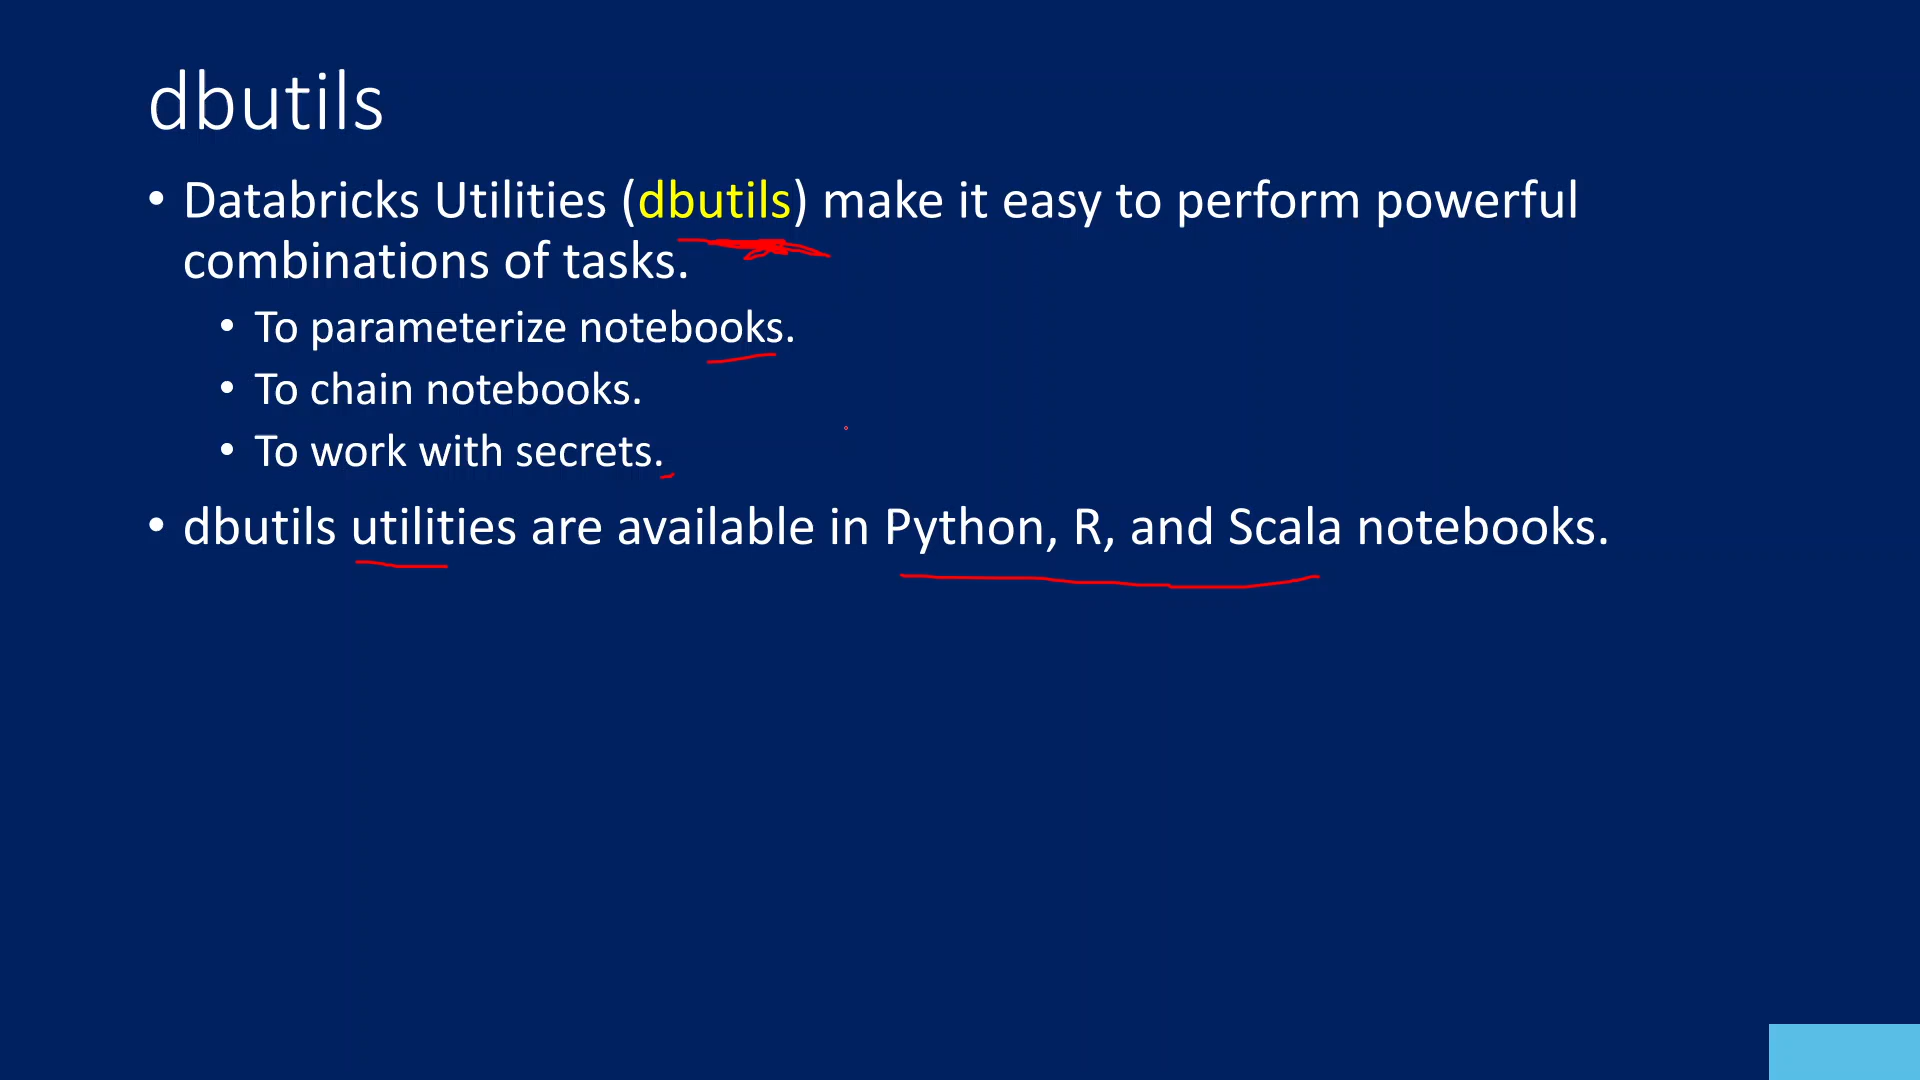 dbutils
• Databricks Utilities (dbutils) make it easy to perform powerful
combinations of tasks.
• To parameterize notebooks.
• To chain notebooks.
• To work with secrets.
• dbutils utilities are available in Python, R, and Scala notebooks.